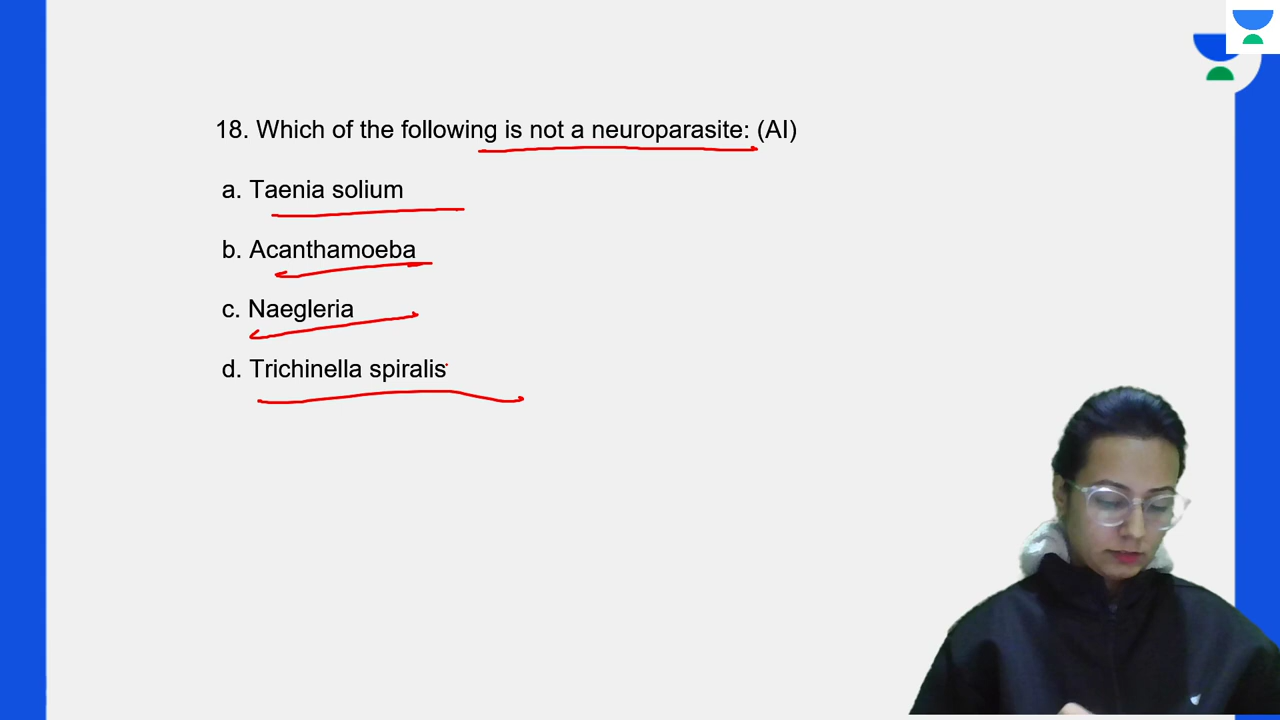 18. Which of the following is not a neuroparasite: (AI)
a. Taenia solium
b. Acanthamoeba
c. Naegleria
d. Trichinella spiralis